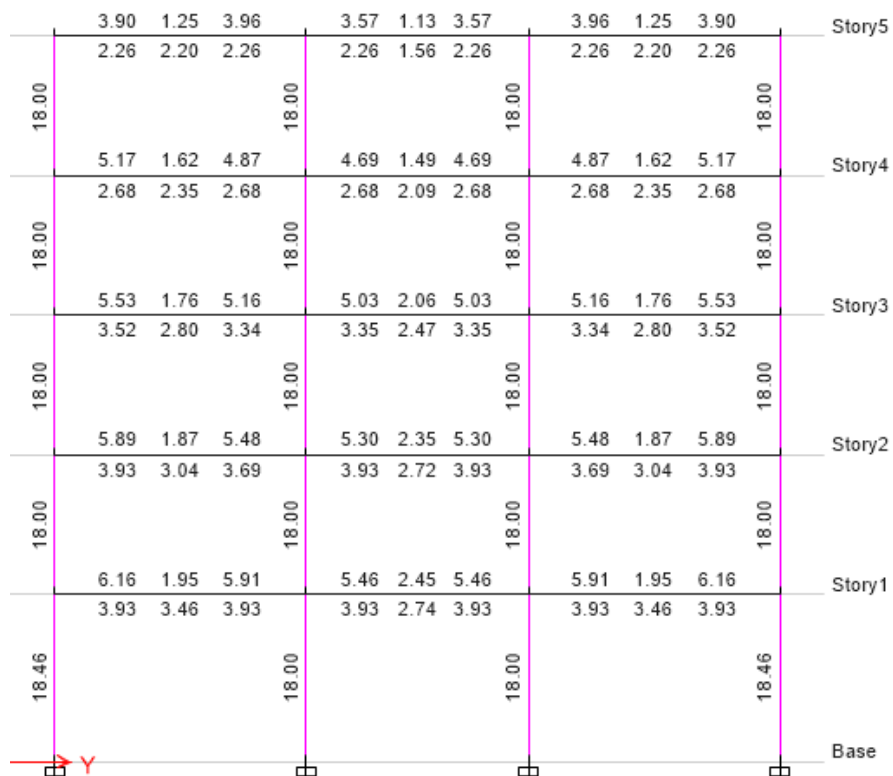 3.90 1.25 3.96 3.57 1.13 3.57 3.96 1.25 3.90 Story5
2.26 2.20 2.26 2.26 1.56 2.26 2.26 2.20 2.26
18.00 18.00 18.00 18.00
5.17 1.62 4.87 4.69 1.49 4.69 4.87 1.62 5.17 Story4
2.68 2.35 2.68 2.68 2.09 2.68 2.68 2.35 2.68
18.00 18.00 18.00 18.00
5.53 1.76 5.16 5.03 2.06 5.03 5.16 1.76 5.53 Story3
3.52 2.80 3.34 3.35 2.47 3.35 3.34 2.80 3.52
18.00 18.00 18.00 18.00
5.89 1.87 5.48 5.30 2.35 5.30 5.48 1.87 5.89 Story2
3.93 3.04 3.69 3.93 2.72 3.93 3.69 3.04 3.93
18.00 18.00 18.00 18.00
6.16 1.95 5.91 5.46 2.45 5.46 5.91 1.95 6.16 Story1
3.93 3.46 3.93 3.93 2.74 3.93 3.93 3.46 3.93
18.46 18.00 18.00 18.46
Y Base